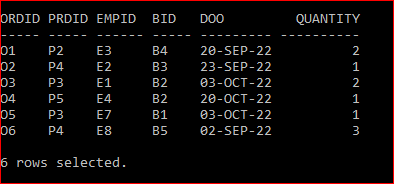 ORDID PRDID EMPID  BID   DOO         QUANTITY
----- ----- ------ ----- --------- ----------
O1    P2    E3     B4    20-SEP-22          2
O2    P4    E2     B3    23-SEP-22          1
O3    P3    E1     B2    03-OCT-22          2
O4    P5    E4     B2    20-OCT-22          1
O5    P3    E7     B1    03-OCT-22          1
O6    P4    E8     B5    02-SEP-22          3
6 rows selected.